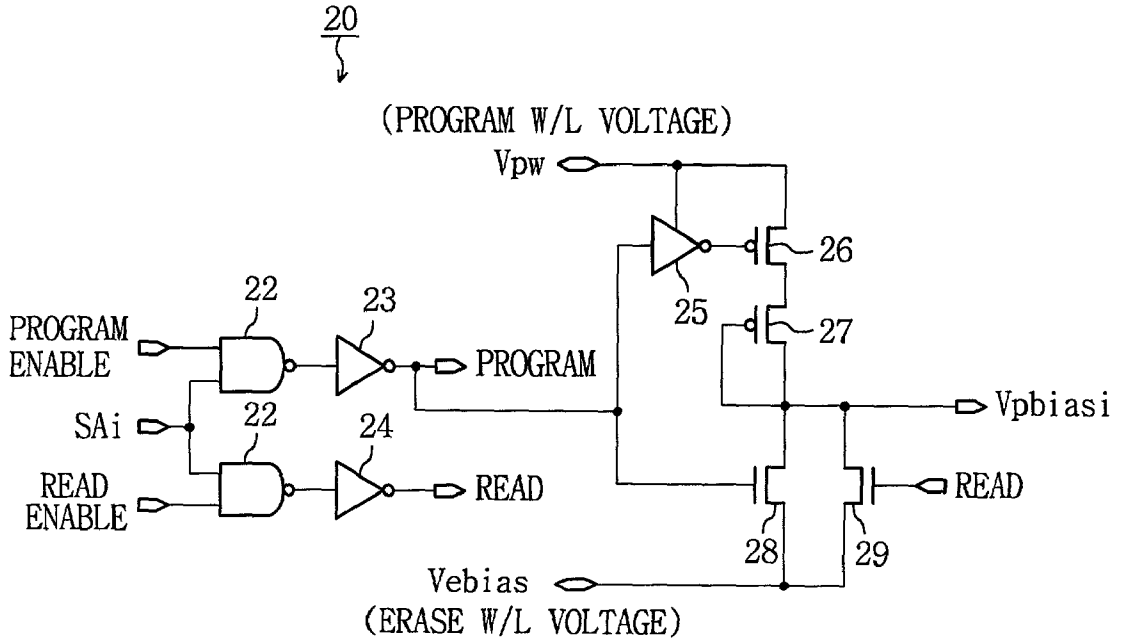 20
(PROGRAM W/L VOLTAGE)
Vpw
26
25
27
22
23
PROGRAM
ENABLE
PROGRAM
SAi
Vpbiasi
22
24
READ
ENABLE
READ
READ
28
29
Vebias
(ERASE W/L VOLTAGE)